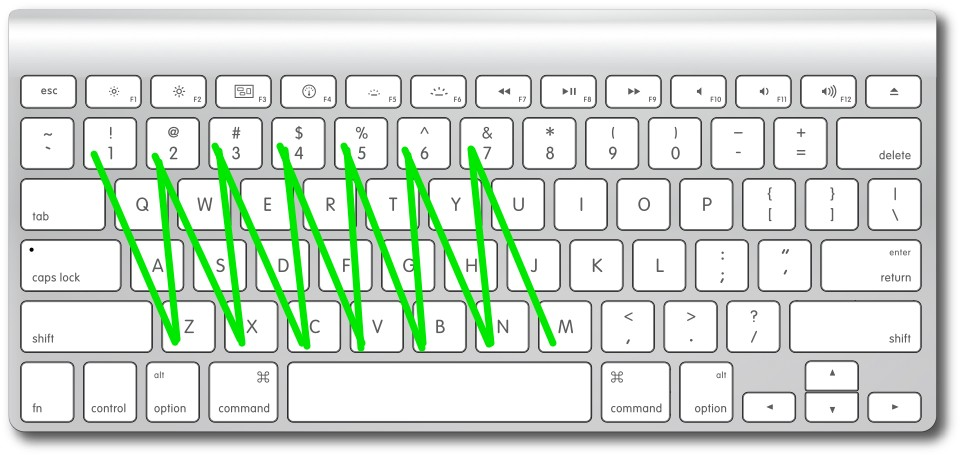 esc F1 F2 F3 F4 F5 F6 F7 F8 F9 F10 F11 F12
~ ! @ # $ % ^ & * ( ) – +
` 1 2 3 4 5 6 7 8 9 0 - = delete
tab Q W E R T Y U I O P { [ } ] | \
caps lock A S D F G H J K L : ; “ ‘ enter return
shift Z X C V B N M < , > . ? / shift
fn control alt option ⌘ command ⌘ command alt option